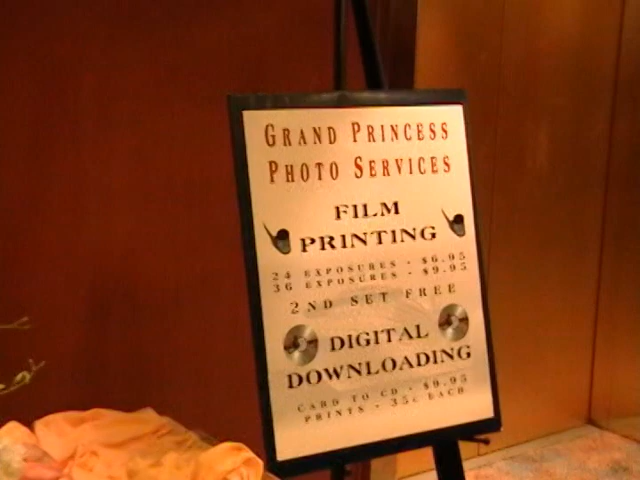 GRAND PRINCESS
PHOTO SERVICES
FILM
PRINTING
24 EXPOSURES - $6.95
36 EXPOSURES - $9.95
2ND SET FREE
DIGITAL
DOWNLOADING
CARD TO CD - $9.95
PRINTS - 35¢ EACH